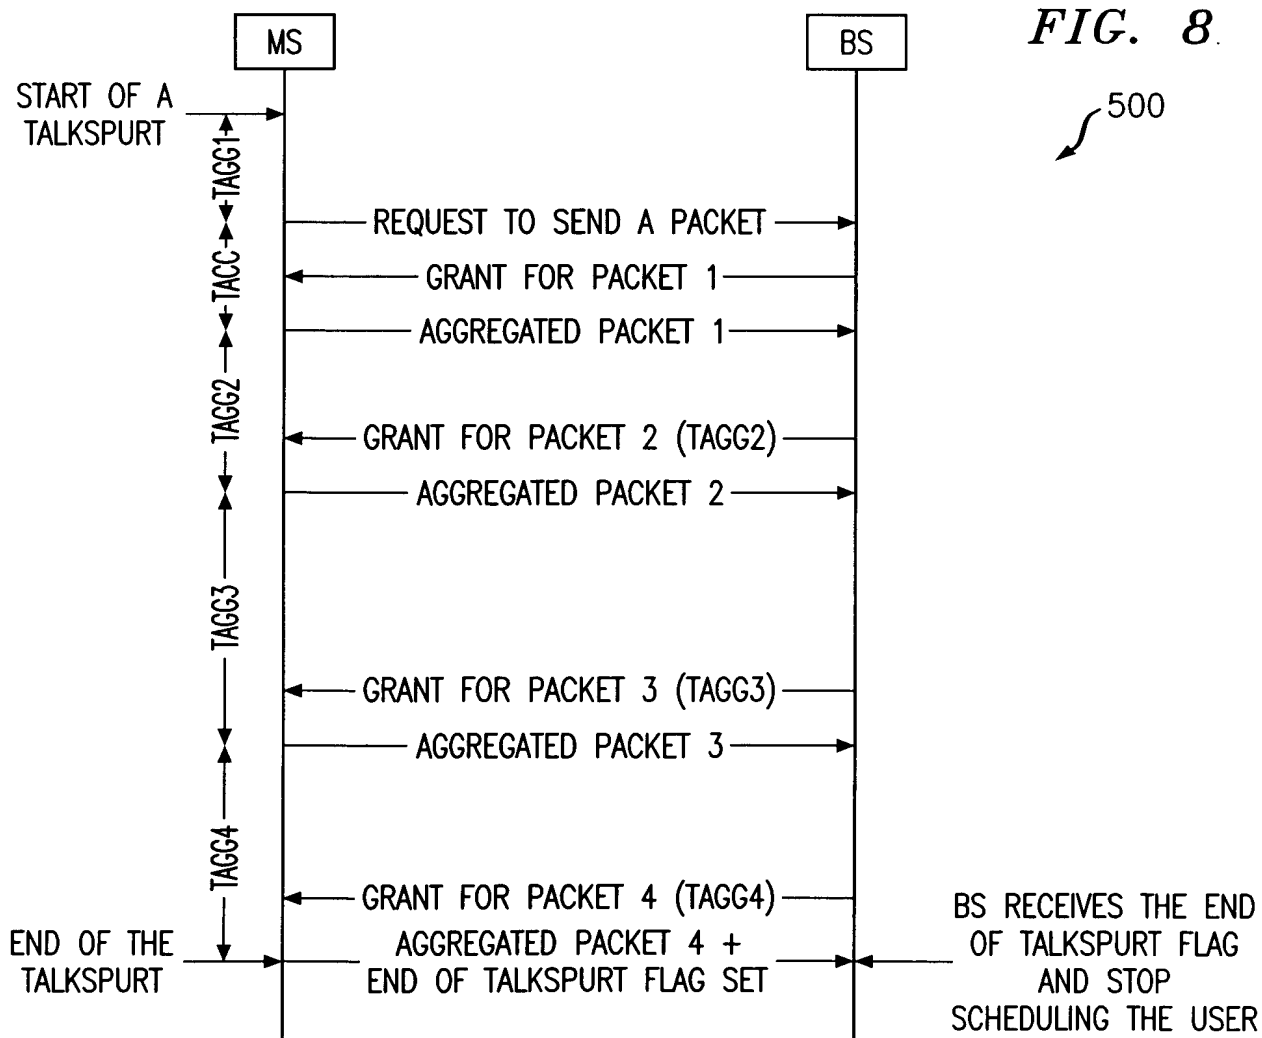 FIG. 8.
MS
BS
500
START OF A
TALKSPURT
TAGG1
REQUEST TO SEND A PACKET
TACC
GRANT FOR PACKET 1
AGGREGATED PACKET 1
TAGG2
GRANT FOR PACKET 2 (TAGG2)
AGGREGATED PACKET 2
TAGG3
GRANT FOR PACKET 3 (TAGG3)
AGGREGATED PACKET 3
TAGG4
GRANT FOR PACKET 4 (TAGG4)
END OF THE
TALKSPURT
AGGREGATED PACKET 4 +
END OF TALKSPURT FLAG SET
BS RECEIVES THE END
OF TALKSPURT FLAG
AND STOP
SCHEDULING THE USER